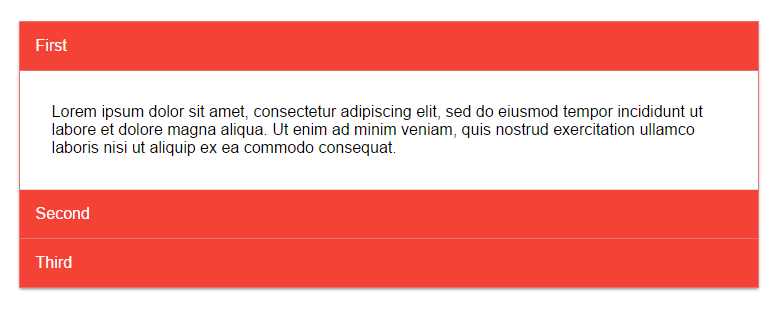 First
Lorem ipsum dolor sit amet, consectetur adipiscing elit, sed do eiusmod tempor incididunt ut
labore et dolore magna aliqua. Ut enim ad minim veniam, quis nostrud exercitation ullamco
laboris nisi ut aliquip ex ea commodo consequat.
Second
Third